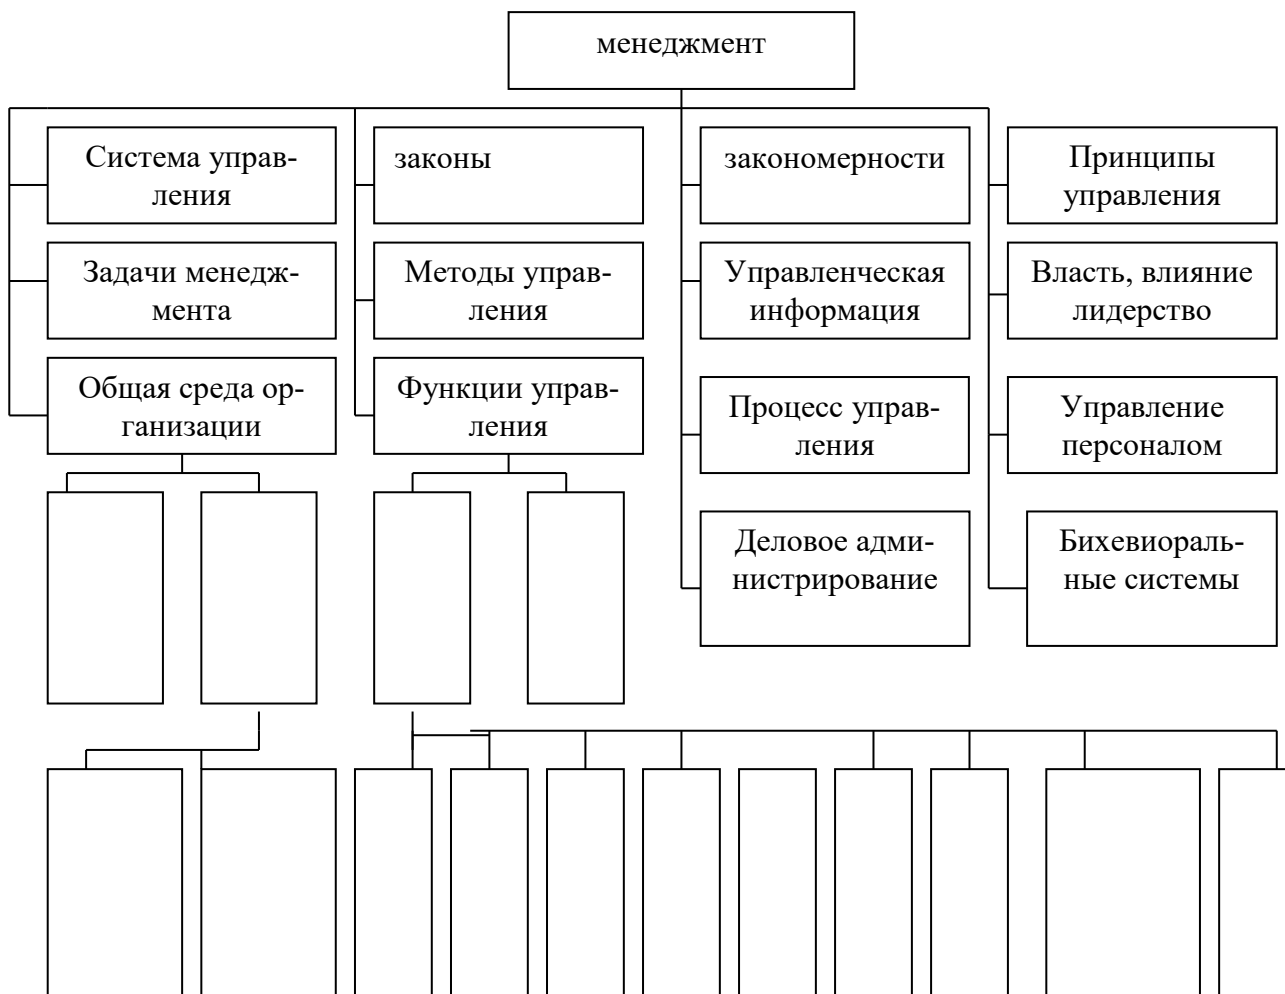 менеджмент
Система управ-
ления
законы
закономерности
Принципы
управления
Задачи менедж-
мента
Методы управ-
ления
Управленческая
информация
Власть, влияние
лидерство
Общая среда ор-
ганизации
Функции управ-
ления
Процесс управ-
ления
Управление
персоналом
Деловое адми-
нистрирование
Бихевиораль-
ные системы